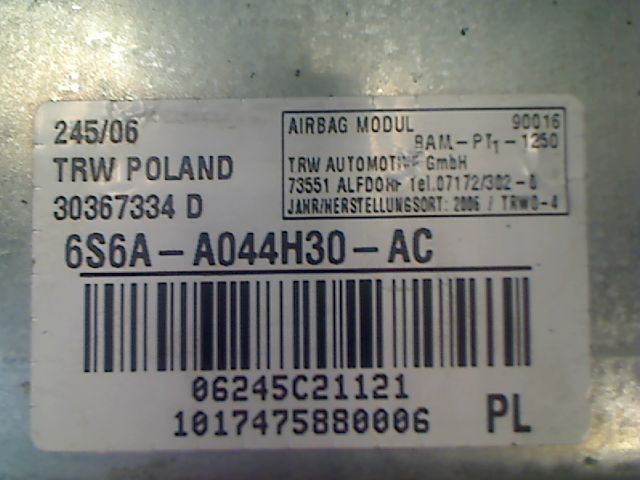 245/06
TRW POLAND
30367334 D
AIRBAG MODUL 90016
BAM-PT1-1250
TRW AUTOMOTIVE GmbH
73551 ALFDORF Tel.07172/302-0
JAHR/HERSTELLUNGSORT: 2006 / TRWO-4
6S6A-A044H30-AC
06245C21121
1017475880006 PL